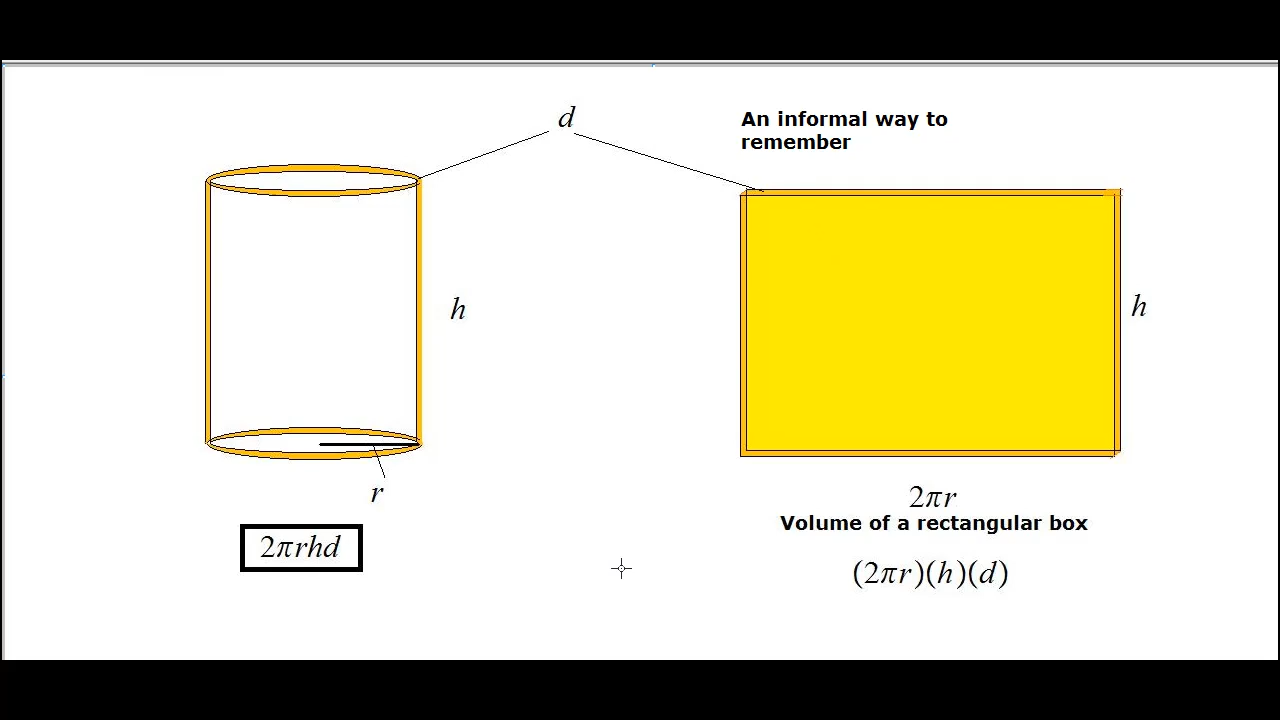 d
An informal way to
remember
h
h
r
2πr
Volume of a rectangular box
2πrhd
(2πr)(h)(d)